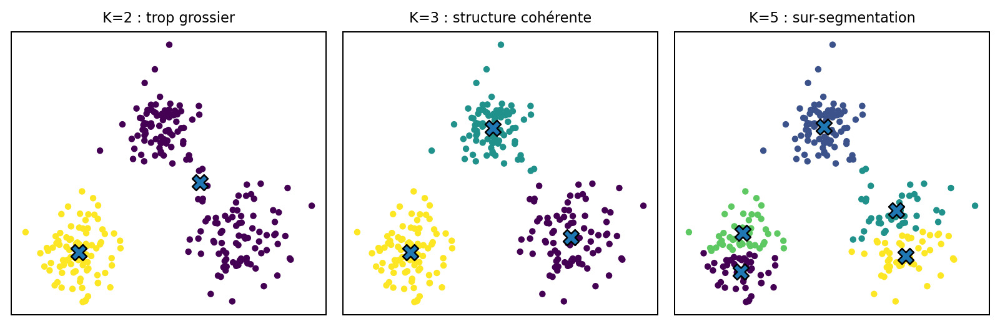 K=2 : trop grossier
K=3 : structure cohérente
K=5 : sur-segmentation